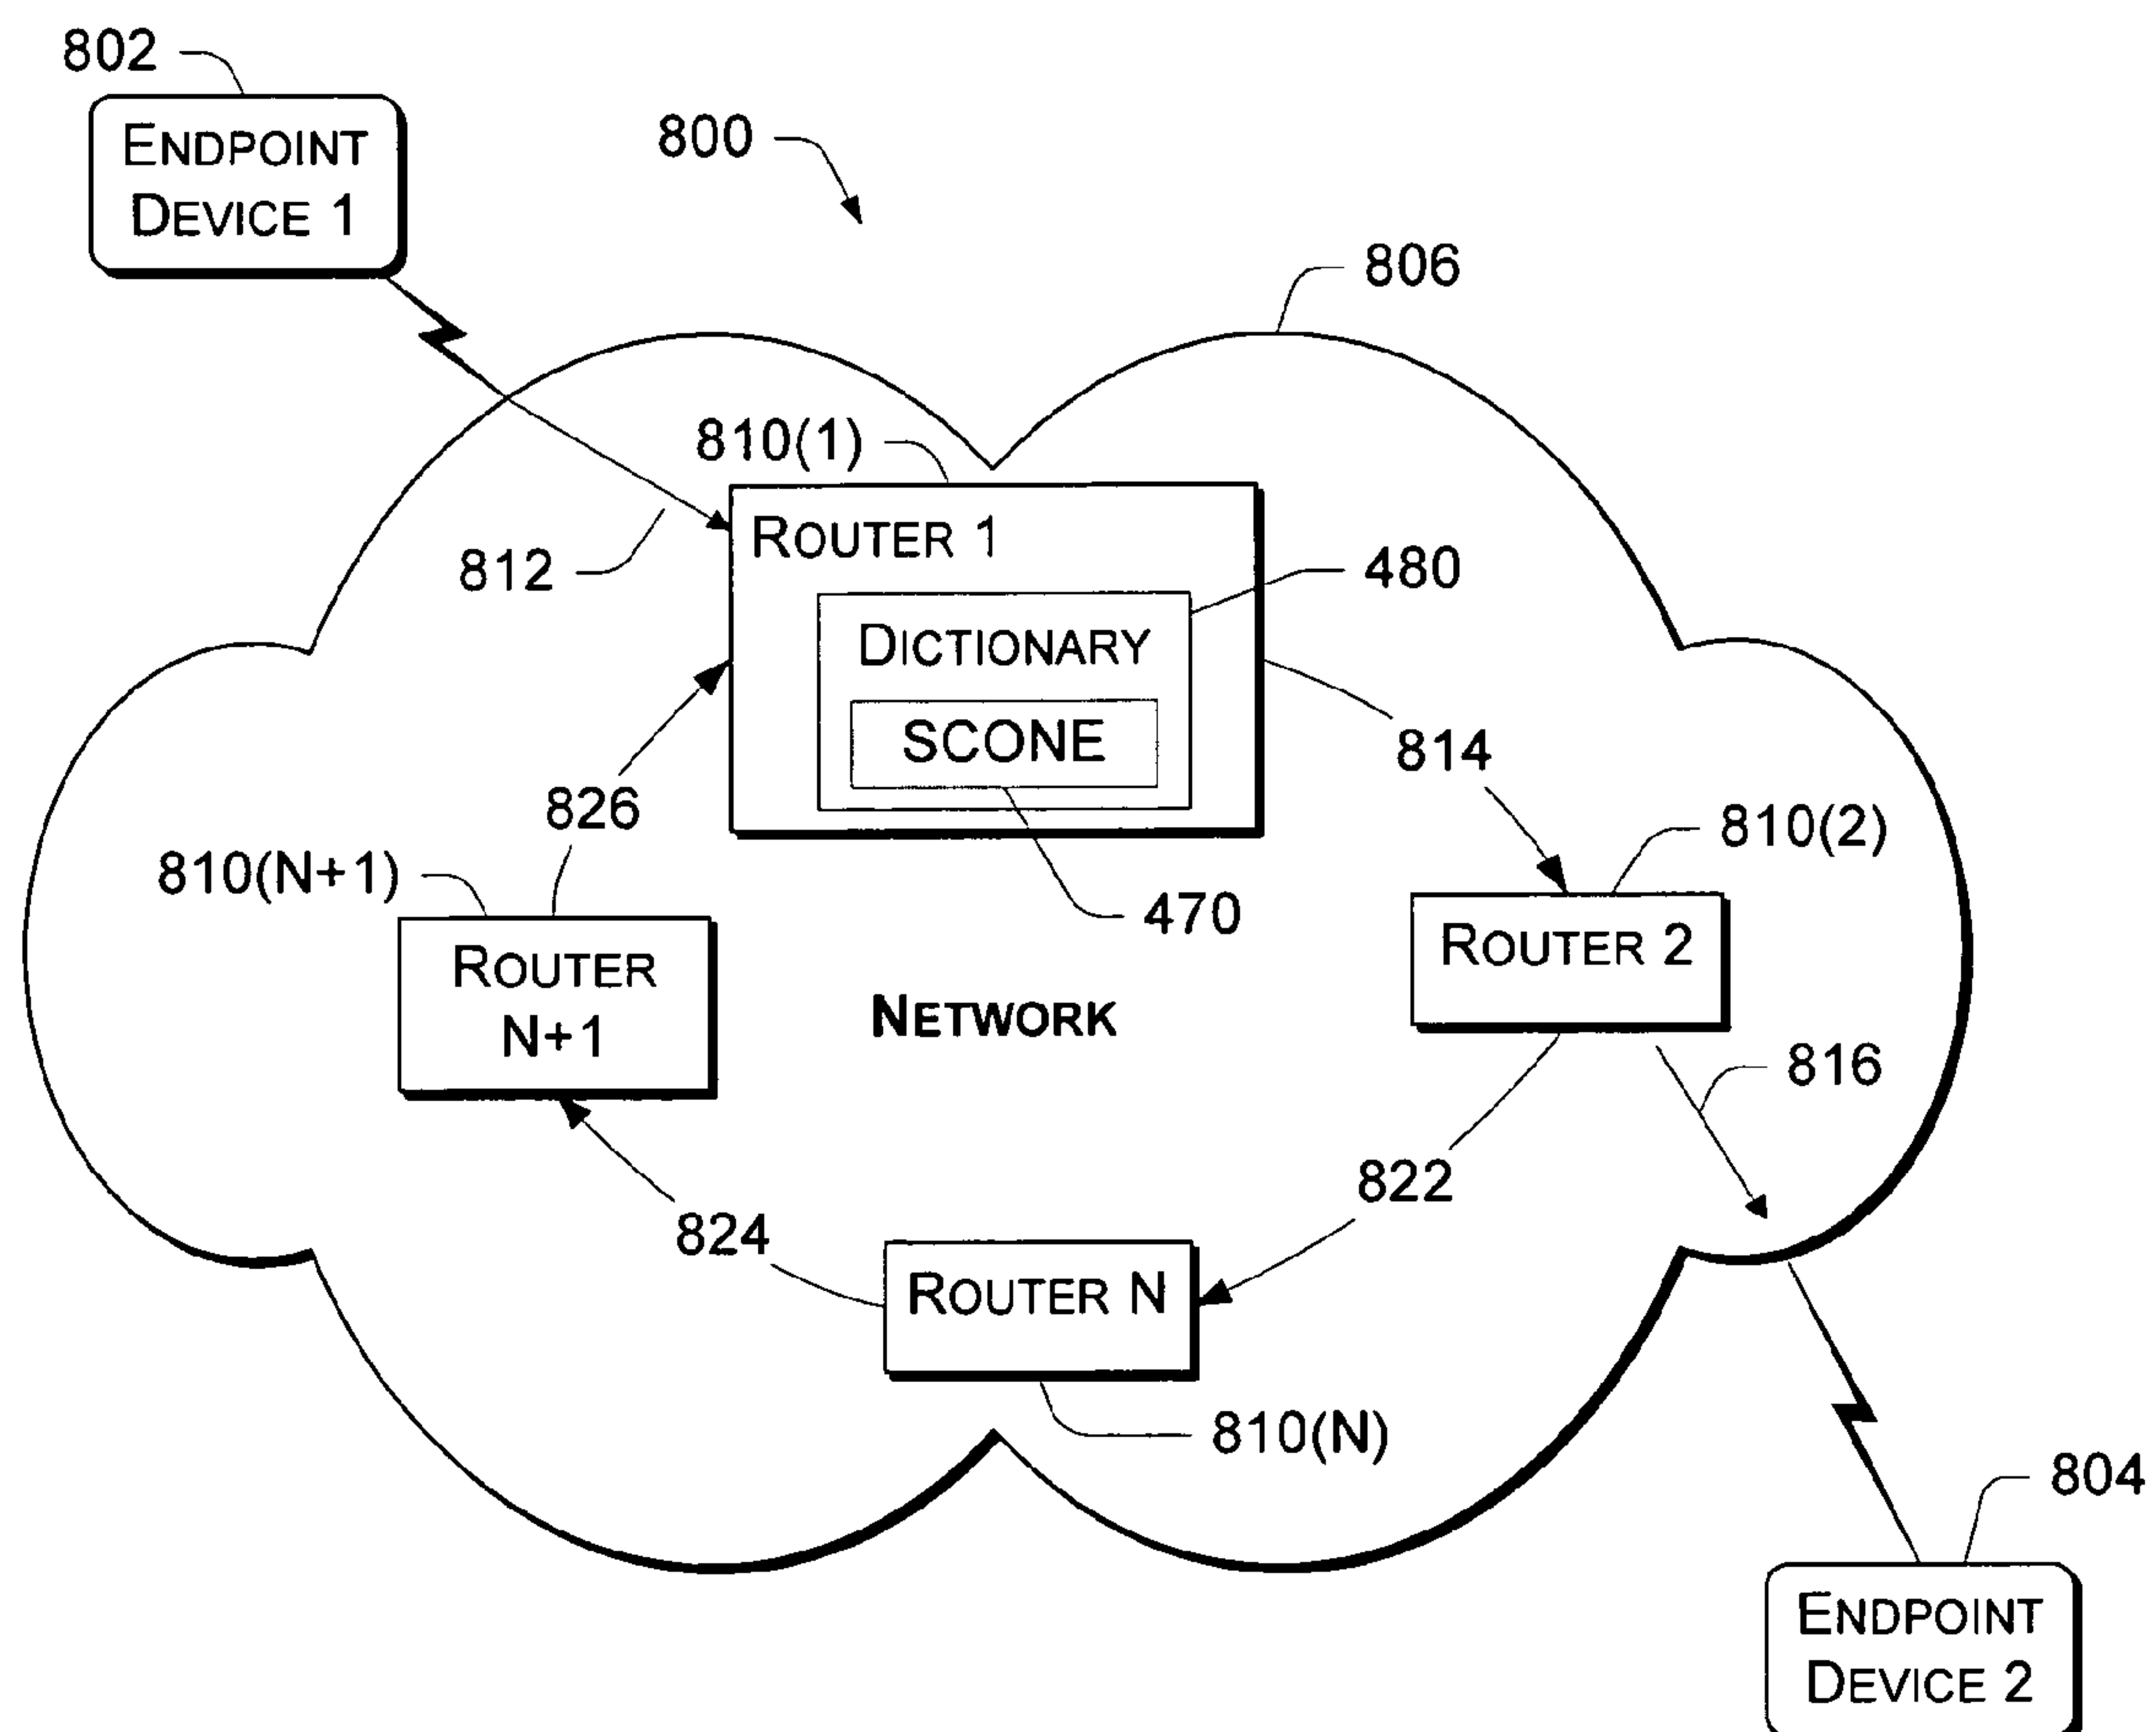 802
ENDPOINT
DEVICE 1
800
806
810(1)
ROUTER 1
812
480
DICTIONARY
SCONE
814
826
810(2)
810(N+1)
470
ROUTER 2
ROUTER
N+1
NETWORK
816
822
824
ROUTER N
810(N)
804
ENDPOINT
DEVICE 2